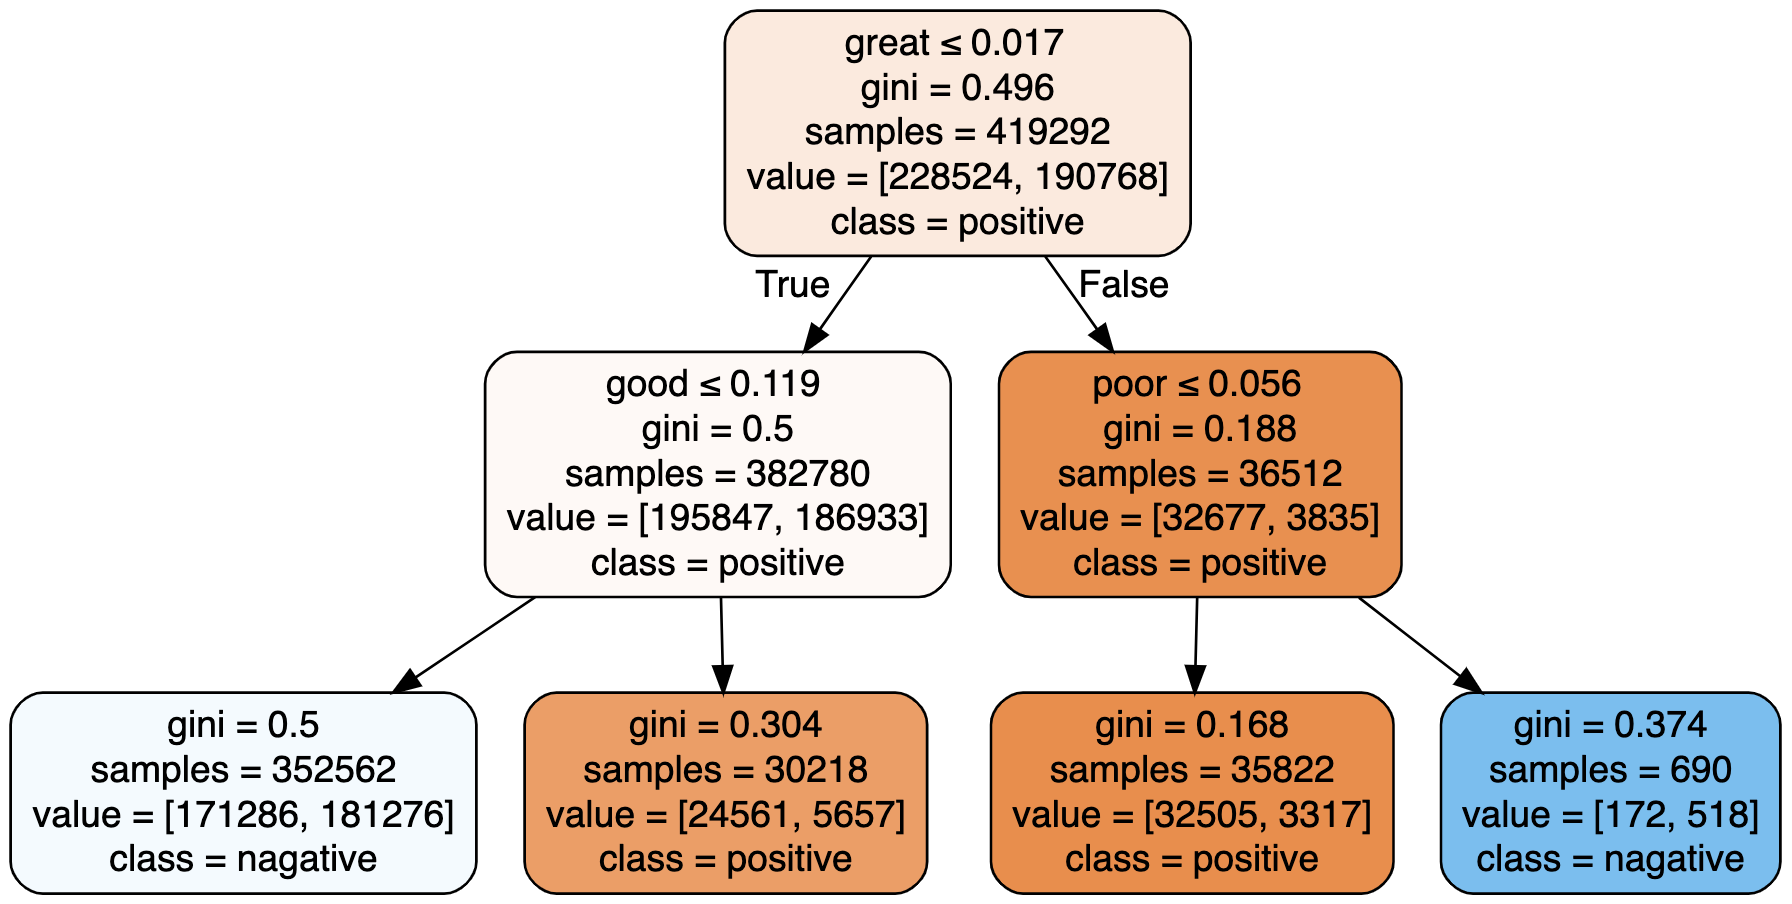 great ≤ 0.017
gini = 0.496
samples = 419292
value = [228524, 190768]
class = positive
True
False
good ≤ 0.119
gini = 0.5
samples = 382780
value = [195847, 186933]
class = positive
poor ≤ 0.056
gini = 0.188
samples = 36512
value = [32677, 3835]
class = positive
gini = 0.5
samples = 352562
value = [171286, 181276]
class = nagative
gini = 0.304
samples = 30218
value = [24561, 5657]
class = positive
gini = 0.168
samples = 35822
value = [32505, 3317]
class = positive
gini = 0.374
samples = 690
value = [172, 518]
class = nagative